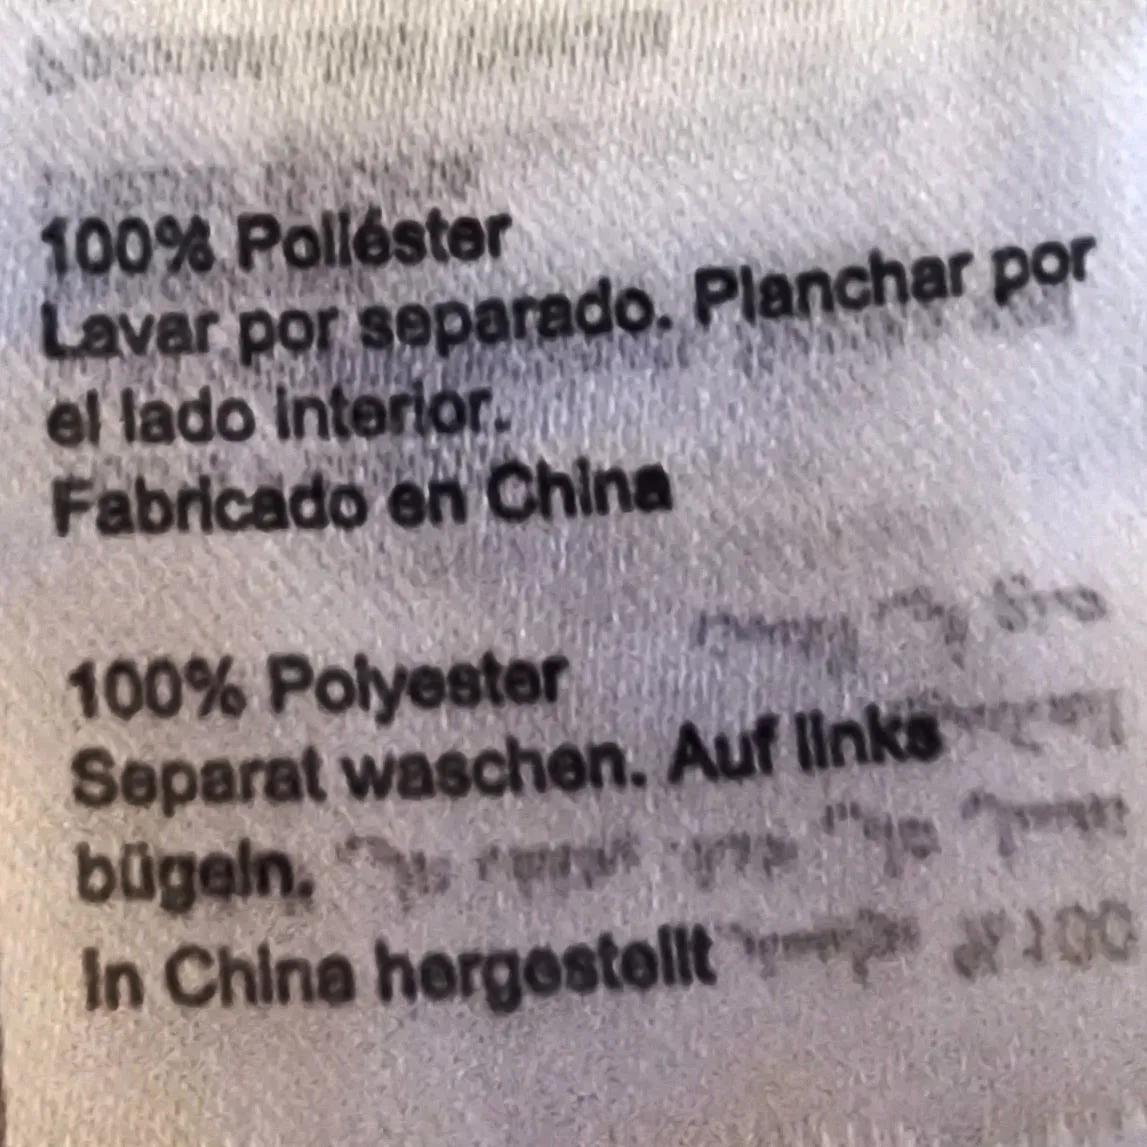 100% Poliéster
Lavar por separado. Planchar por
el lado interior.
Fabricado en China
100% Polyester
Separat waschen. Auf links
bügeln.
In China hergestellt